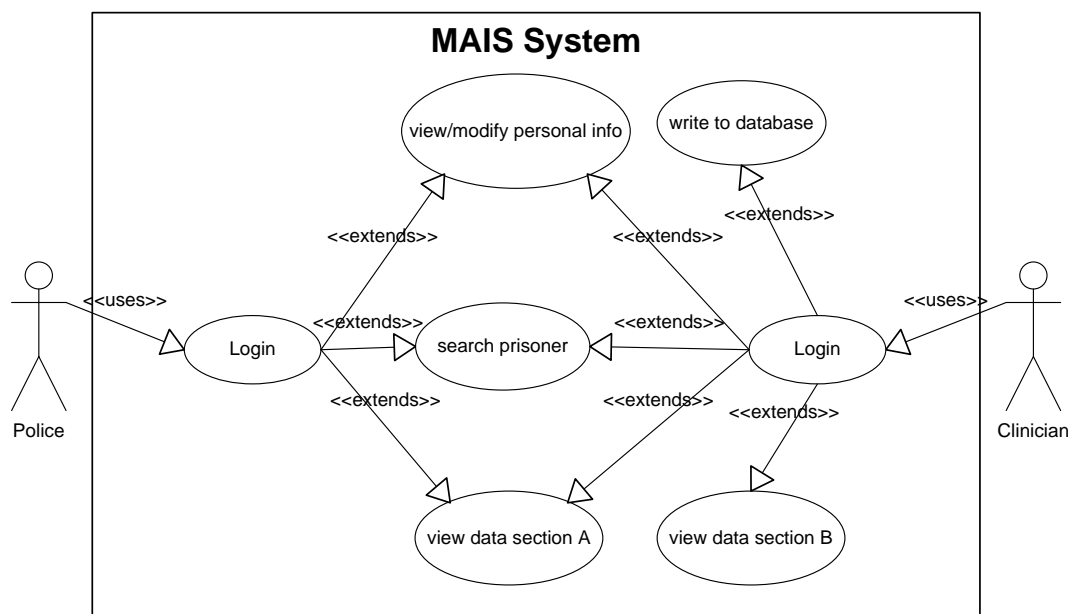 MAIS System
view/modify personal info
write to database
<<extends>>
<<extends>>
<<extends>>
<<uses>>
<<uses>>
<<extends>>
<<extends>>
Login
search prisoner
Login
<<extends>>
<<extends>>
<<extends>>
Police
Clinician
view data section A
view data section B